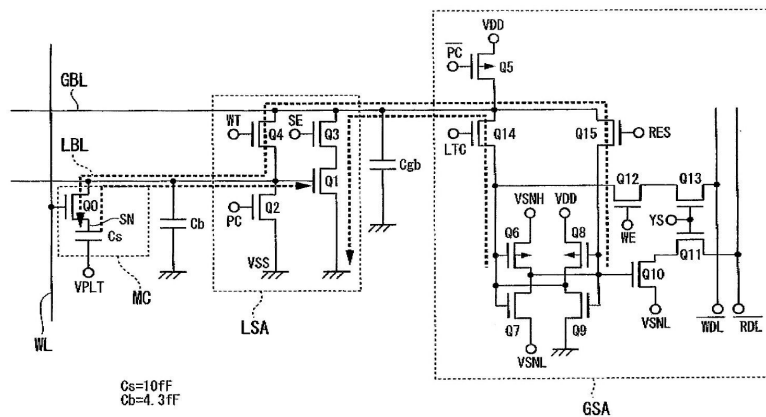 VDD
PC
Q5
GBL
WT
SE
Q4
Q3
LTC
Q14
Q15
RES
Cgb
LBL
Q12
Q13
Q0
SN
Cs
Cb
Q1
Q2
PC
VSNH
VDD
WE
YS
Q6
Q8
Q10
Q11
VPLT
MC
VSS
Q7
Q9
VSNL
VSNL
WDL
RDL
WL
LSA
Cs=10fF
Cb=4.3fF
GSA